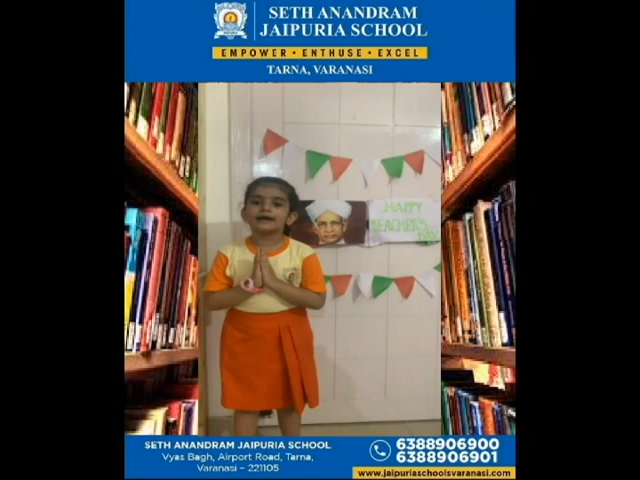 SETH ANANDRAM
JAIPURIA SCHOOL
EMPOWER • ENTHUSE • EXCEL
TARNA, VARANASI
HAPPY
TEACHER'S
SETH ANANDRAM JAIPURIA SCHOOL
Vyas Bagh, Airport Road, Tarna,
Varanasi – 221105
6388906900
6388906901
www.jaipuriaschoolsvaranasi.com